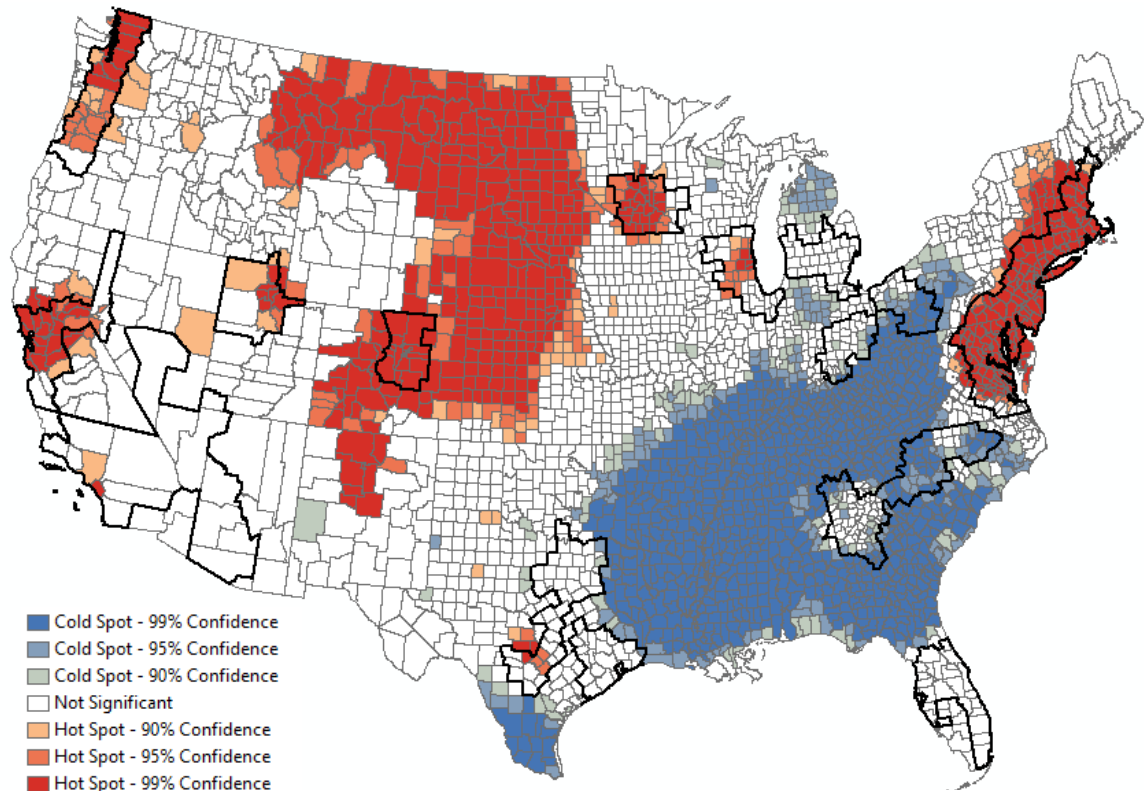 Cold Spot - 99% Confidence
Cold Spot - 95% Confidence
Cold Spot - 90% Confidence
Not Significant
Hot Spot - 90% Confidence
Hot Spot - 95% Confidence
Hot Spot - 99% Confidence